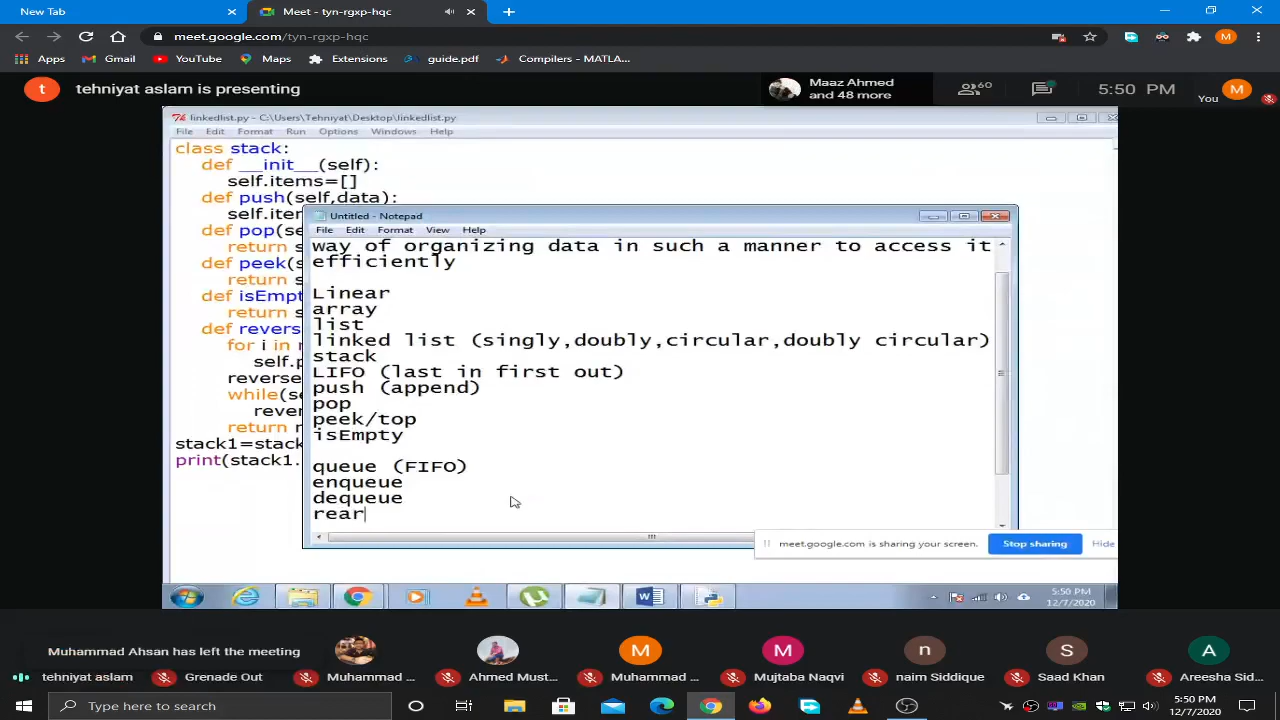 New Tab
Meet - tyn-rgxp-hqc
meet.google.com/tyn-rgxp-hqc
Apps
Gmail
YouTube
Maps
Extensions
guide.pdf
Compilers - MATLA...
t
tehniyat aslam is presenting
Maaz Ahmed
and 48 more
60
5:50 PM
You
M
linkedlist.py - C:\Users\Tehniyat\Desktop\linkedlist.py
File Edit Format Run Options Windows Help
class stack:
def __init__(self):
self.items=[]
def push(self,data):
self.iter
def pop(se
return s
def peek(s
return s
def isEmpt
return s
def revers
for i in r
self.p
reverse
while(se
rever
return r
stack1=stack
print(stack1.
Untitled - Notepad
File Edit Format View Help
way of organizing data in such a manner to access it
efficiently
Linear
array
list
linked list (singly,doubly,circular,doubly circular)
stack
LIFO (last in first out)
push (append)
pop
peek/top
isEmpty
queue (FIFO)
enqueue
dequeue
rear
meet.google.com is sharing your screen.
Stop sharing
Hide
5:50 PM
12/7/2020
Muhammad Ahsan has left the meeting
M
M
n
S
A
tehniyat aslam
Grenade Out
Muhammad ...
Ahmed Must...
Muhammad ...
Mujtaba Naqvi
naim Siddique
Saad Khan
Areesha Sid...
Type here to search
5:50 PM
12/7/2020